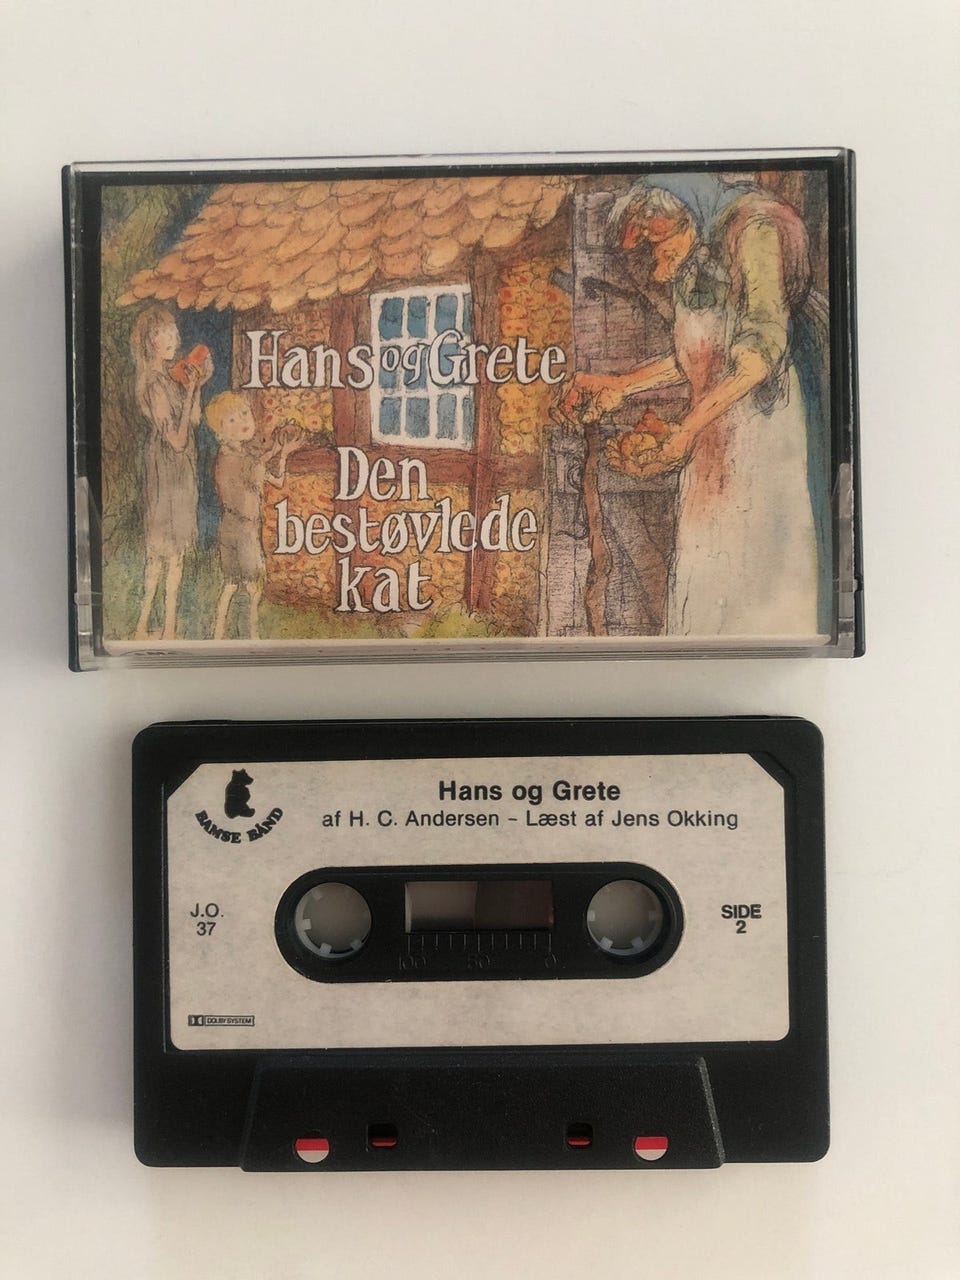 Hans og Grete
Den
bestøvlede
kat
Hans og Grete
af H. C. Andersen – Læst af Jens Okking
BAMSE BÅND
J.O.
37
SIDE
2
100 50 0
DOLBY SYSTEM